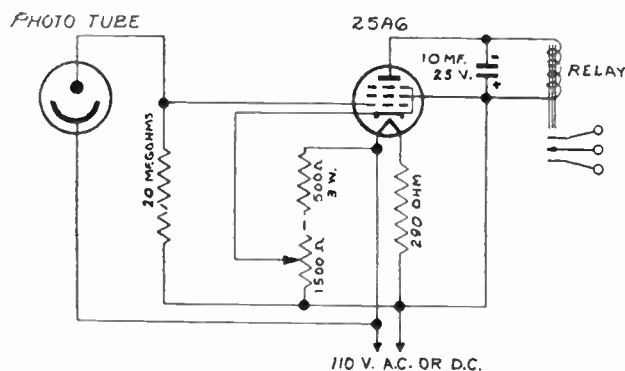 PHOTO TUBE
25A6
10 MF.
25 V.
-
+
RELAY
20 MEGOHMS
500Ω
3 W.
1500 Ω
290 OHM
110 V. A.C. OR D.C.